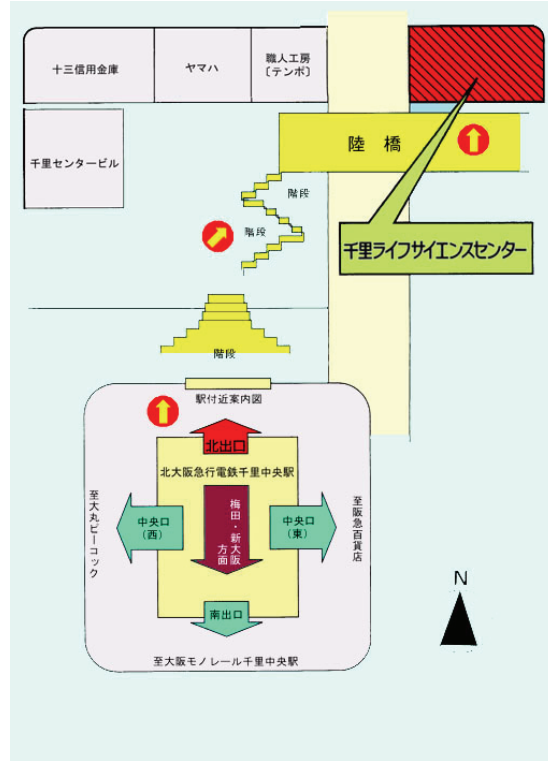 十三信用金庫
ヤマハ
職人工房
〔テンポ〕
千里センタービル
陸橋
階段
階段
千里ライフサイエンスセンター
階段
駅付近案内図
北出口
北大阪急行電鉄千里中央駅
至大丸ピーコック
中央口
(西)
梅田・新大阪
方面
中央口
(東)
至阪急百貨店
南出口
至大阪モノレール千里中央駅
N